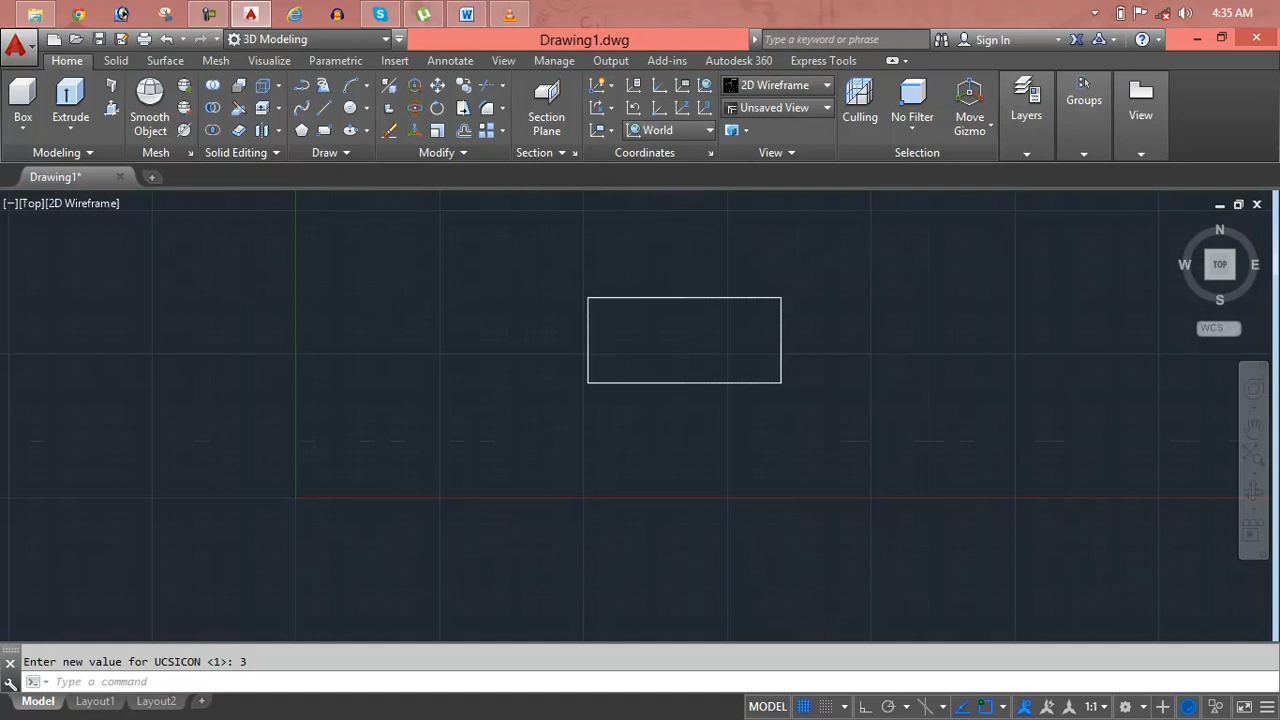 4:35 AM
3D Modeling
Drawing1.dwg
Type a keyword or phrase
Sign In
Home Solid Surface Mesh Visualize Parametric Insert Annotate View Manage Output Add-ins Autodesk 360 Express Tools
2D Wireframe
Unsaved View
World
Box
Extrude
Smooth
Object
Section
Plane
Culling
No Filter
Move
Gizmo
Layers
Groups
View
Modeling
Mesh
Solid Editing
Draw
Modify
Section
Coordinates
View
Selection
Drawing1*
[−][Top][2D Wireframe]
N
W
TOP
E
S
WCS
Enter new value for UCSICON <1>: 3
Type a command
Model Layout1 Layout2
MODEL
1:1